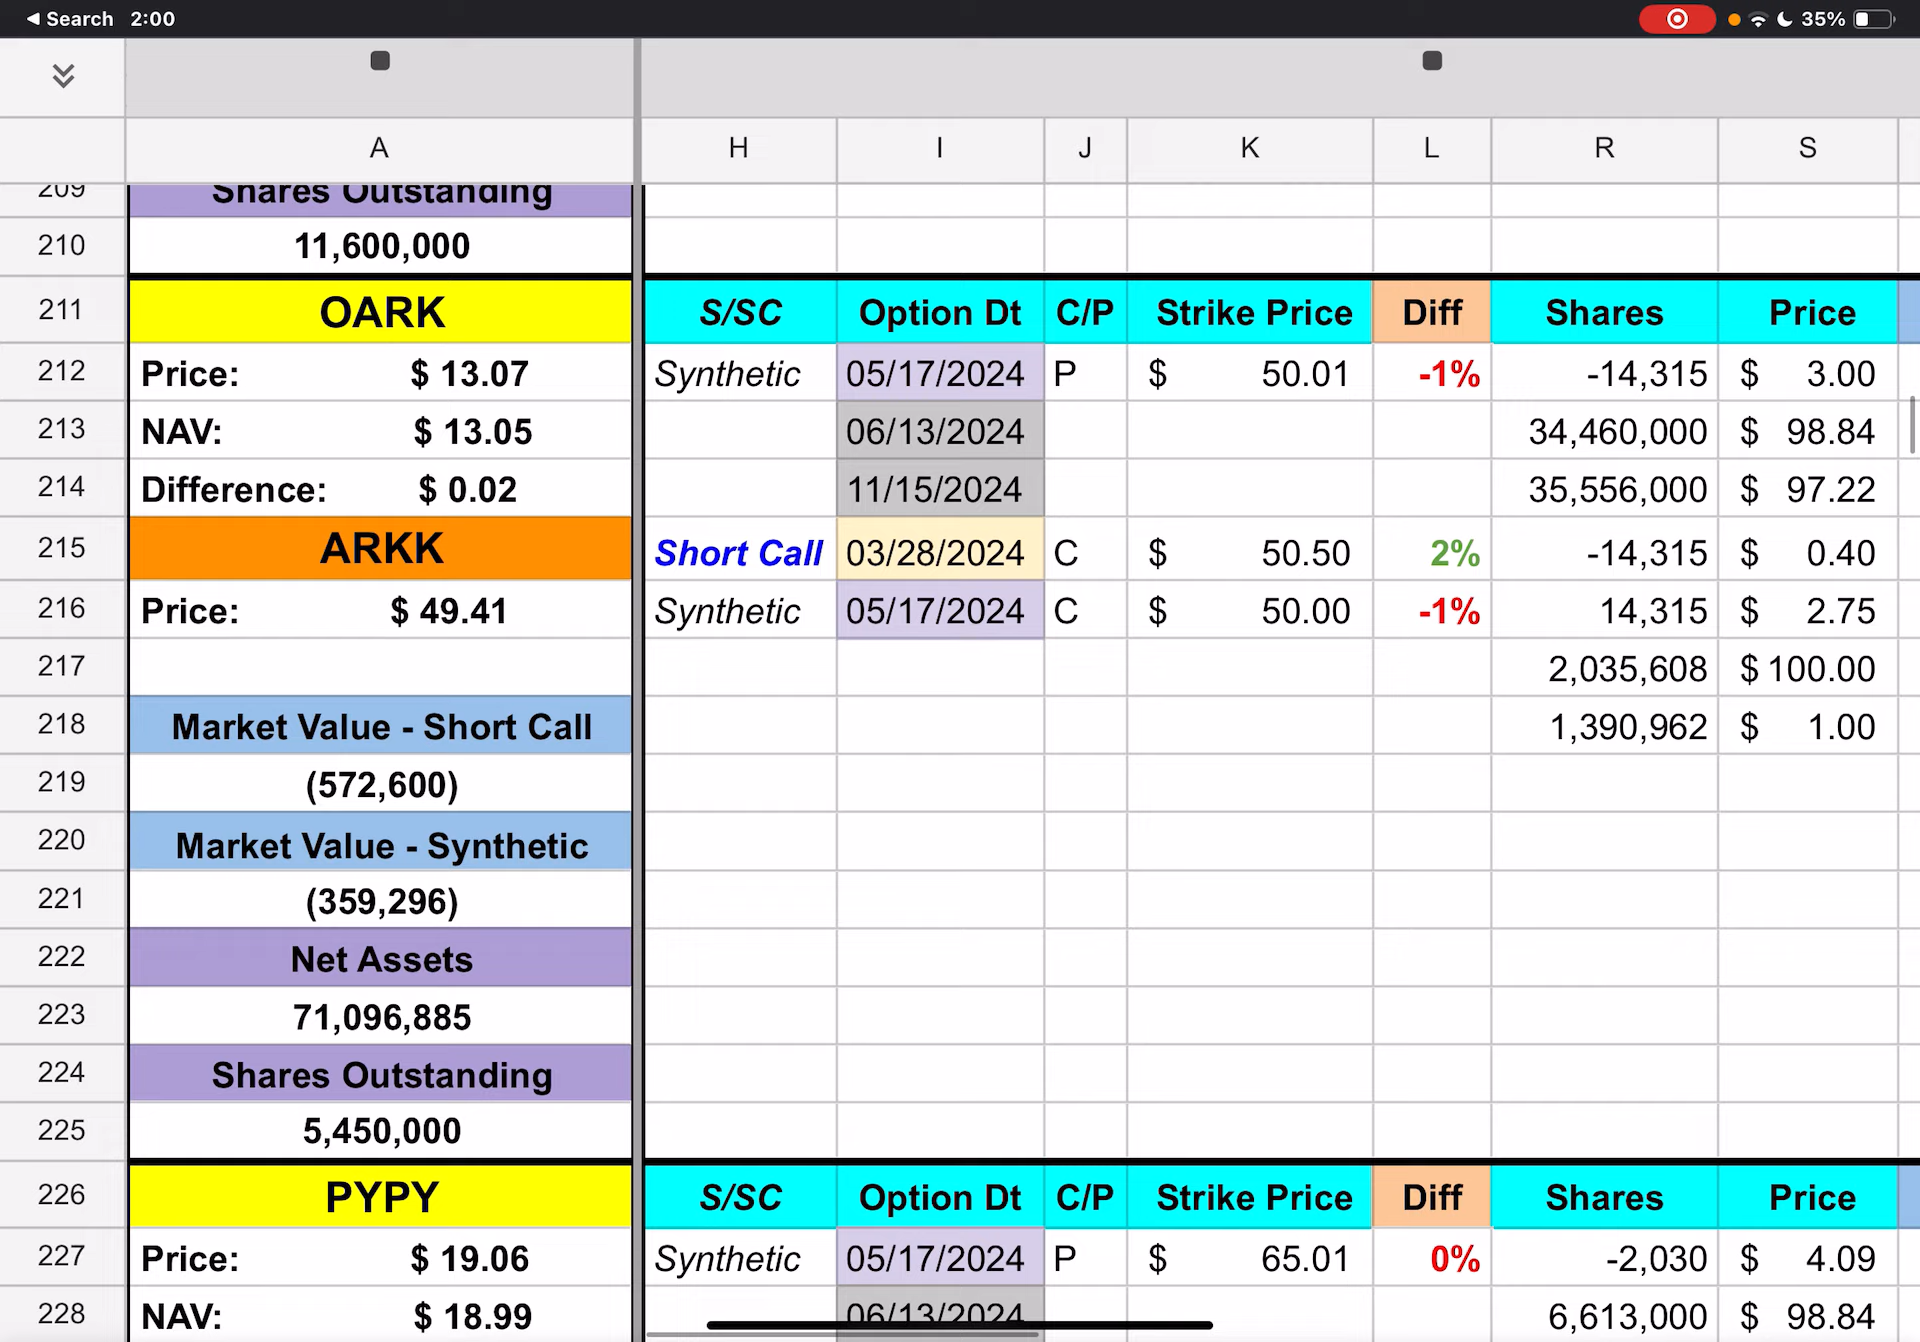 Search 2:00 35%
A H I J K L R S
209 Shares Outstanding
210 11,600,000
211 OARK S/SC Option Dt C/P Strike Price Diff Shares Price
212 Price: $ 13.07 Synthetic 05/17/2024 P $ 50.01 -1% -14,315 $ 3.00
213 NAV: $ 13.05 06/13/2024 34,460,000 $ 98.84
214 Difference: $ 0.02 11/15/2024 35,556,000 $ 97.22
215 ARKK Short Call 03/28/2024 C $ 50.50 2% -14,315 $ 0.40
216 Price: $ 49.41 Synthetic 05/17/2024 C $ 50.00 -1% 14,315 $ 2.75
217 2,035,608 $ 100.00
218 Market Value - Short Call 1,390,962 $ 1.00
219 (572,600)
220 Market Value - Synthetic
221 (359,296)
222 Net Assets
223 71,096,885
224 Shares Outstanding
225 5,450,000
226 PYPY S/SC Option Dt C/P Strike Price Diff Shares Price
227 Price: $ 19.06 Synthetic 05/17/2024 P $ 65.01 0% -2,030 $ 4.09
228 NAV: $ 18.99 06/13/2024 6,613,000 $ 98.84